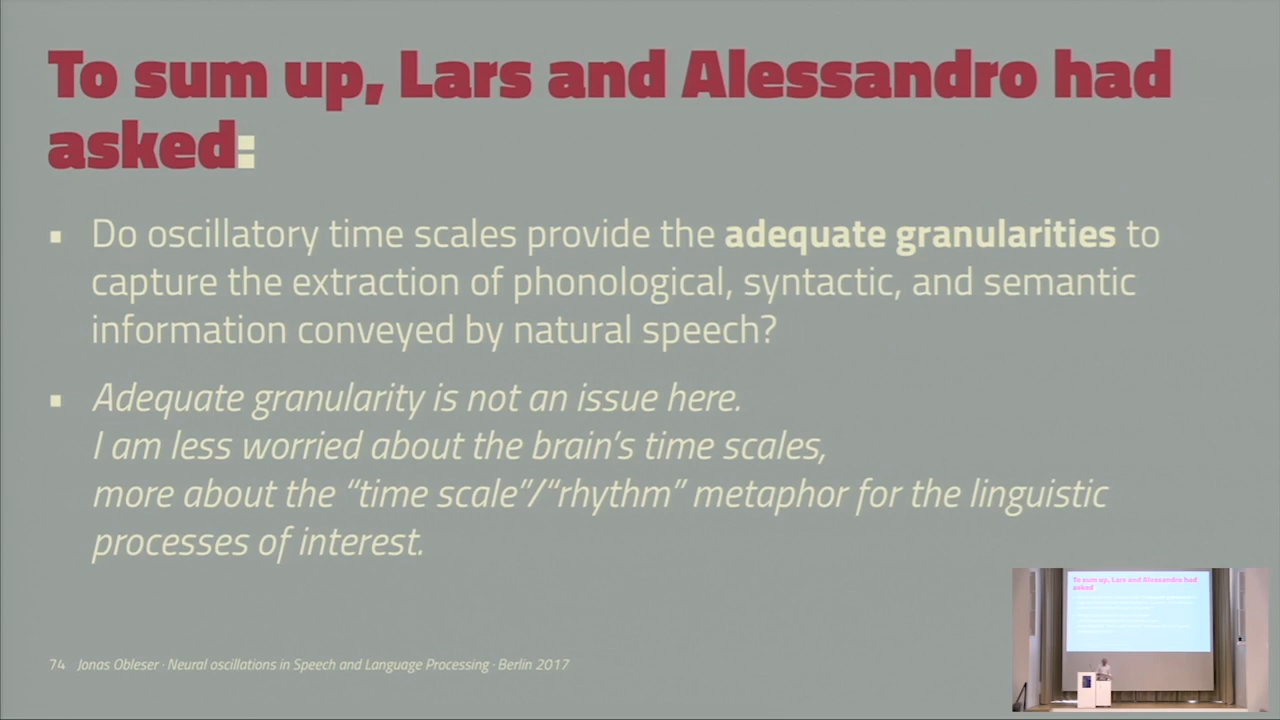 To sum up, Lars and Alessandro had
asked:
▪ Do oscillatory time scales provide the adequate granularities to
capture the extraction of phonological, syntactic, and semantic
information conveyed by natural speech?
▪ Adequate granularity is not an issue here.
I am less worried about the brain’s time scales,
more about the “time scale”/“rhythm” metaphor for the linguistic
processes of interest.
74 Jonas Obleser · Neural oscillations in Speech and Language Processing · Berlin 2017
To sum up, Lars and Alessandro had
asked